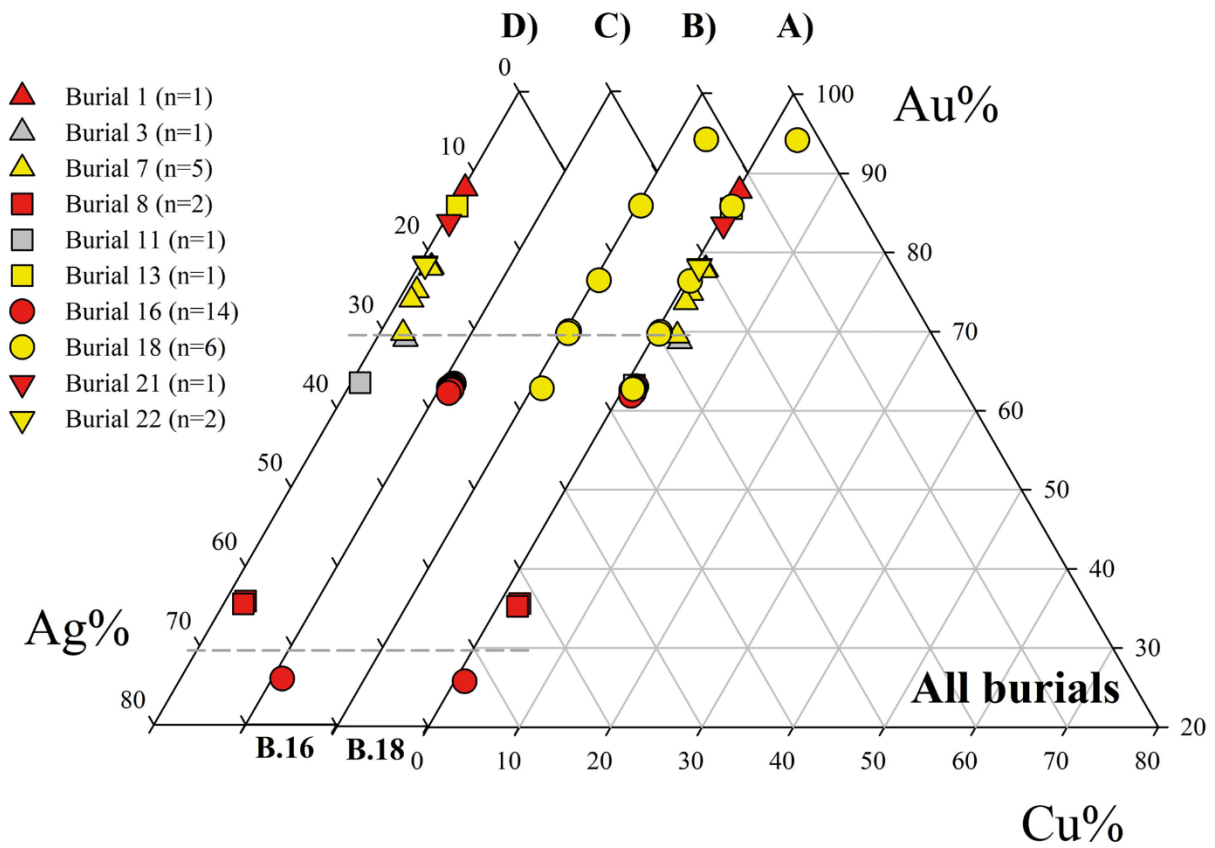 D) C) B) A)
Burial 1 (n=1)
Burial 3 (n=1)
Burial 7 (n=5)
Burial 8 (n=2)
Burial 11 (n=1)
Burial 13 (n=1)
Burial 16 (n=14)
Burial 18 (n=6)
Burial 21 (n=1)
Burial 22 (n=2)
0
10
20
30
40
50
60
70
80
Ag%
100
90
80
70
60
50
40
30
20
Au%
All burials
B.16 B.18
0 10 20 30 40 50 60 70 80
Cu%